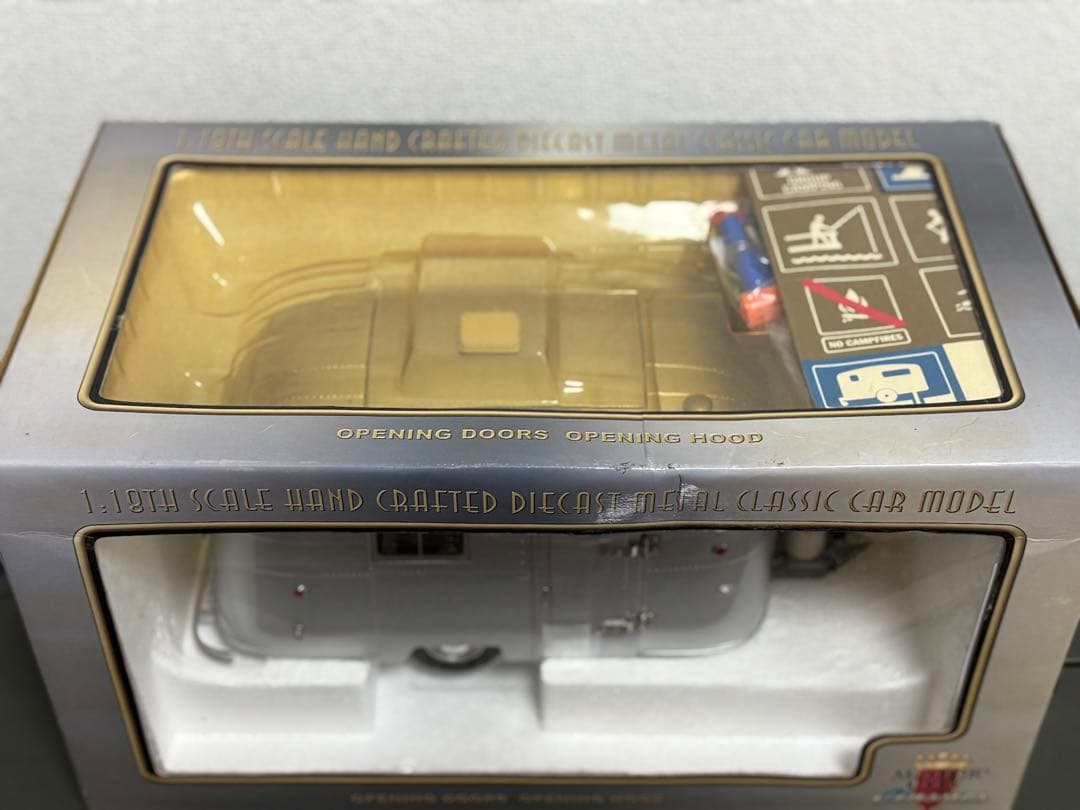 1:18TH SCALE HAND CRAFTED DIECAST METAL CLASSIC CAR MODEL
NO CAMPFIRES
OPENING DOORS OPENING HOOD
1:18TH SCALE HAND CRAFTED DIECAST METAL CLASSIC CAR MODEL
OPENING DOORS OPENING HOOD